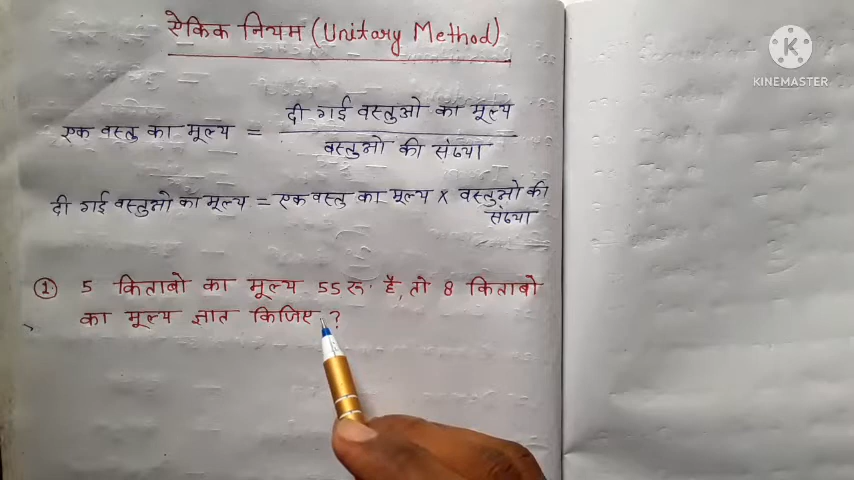 ऐकिक नियम (Unitary Method)
KINEMASTER
एक वस्तु का मूल्य = दी गई वस्तुओ का मूल्य
वस्तुओ की संख्या
दी गई वस्तुओ का मूल्य = एक वस्तु का मूल्य × वस्तुओ की
संख्या
① 5 किताबो का मूल्य 55 रू. है, तो 8 किताबो
का मूल्य ज्ञात किजिए ?